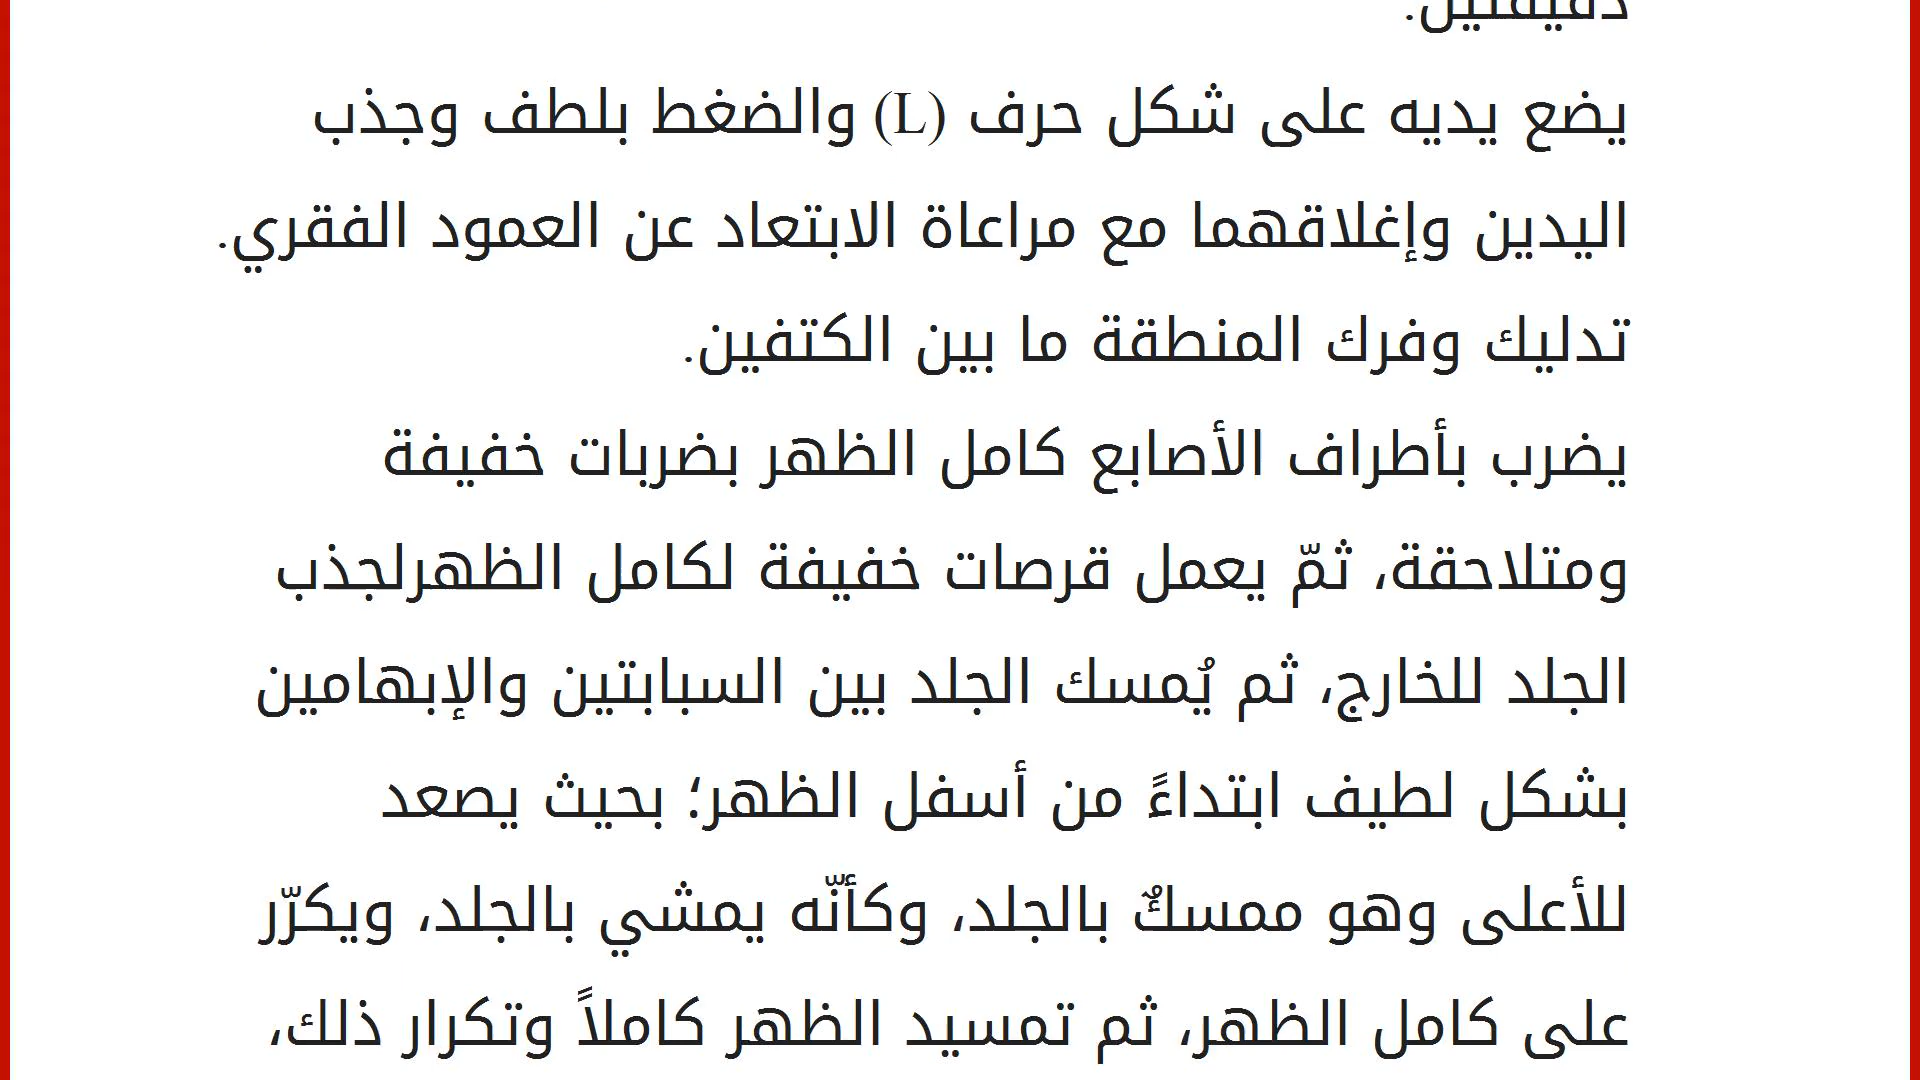 دقيقتين.
يضع يديه على شكل حرف (L) والضغط بلطف وجذب
اليدين وإغلاقهما مع مراعاة الابتعاد عن العمود الفقري.
تدليك وفرك المنطقة ما بين الكتفين.
يضرب بأطراف الأصابع كامل الظهر بضربات خفيفة
ومتلاحقة، ثمّ يعمل قرصات خفيفة لكامل الظهرلجذب
الجلد للخارج، ثم يُمسك الجلد بين السبابتين والإبهامين
بشكل لطيف ابتداءً من أسفل الظهر؛ بحيث يصعد
للأعلى وهو ممسكٌ بالجلد، وكأنّه يمشي بالجلد، ويكرّر
على كامل الظهر، ثم تمسيد الظهر كاملاً وتكرار ذلك،